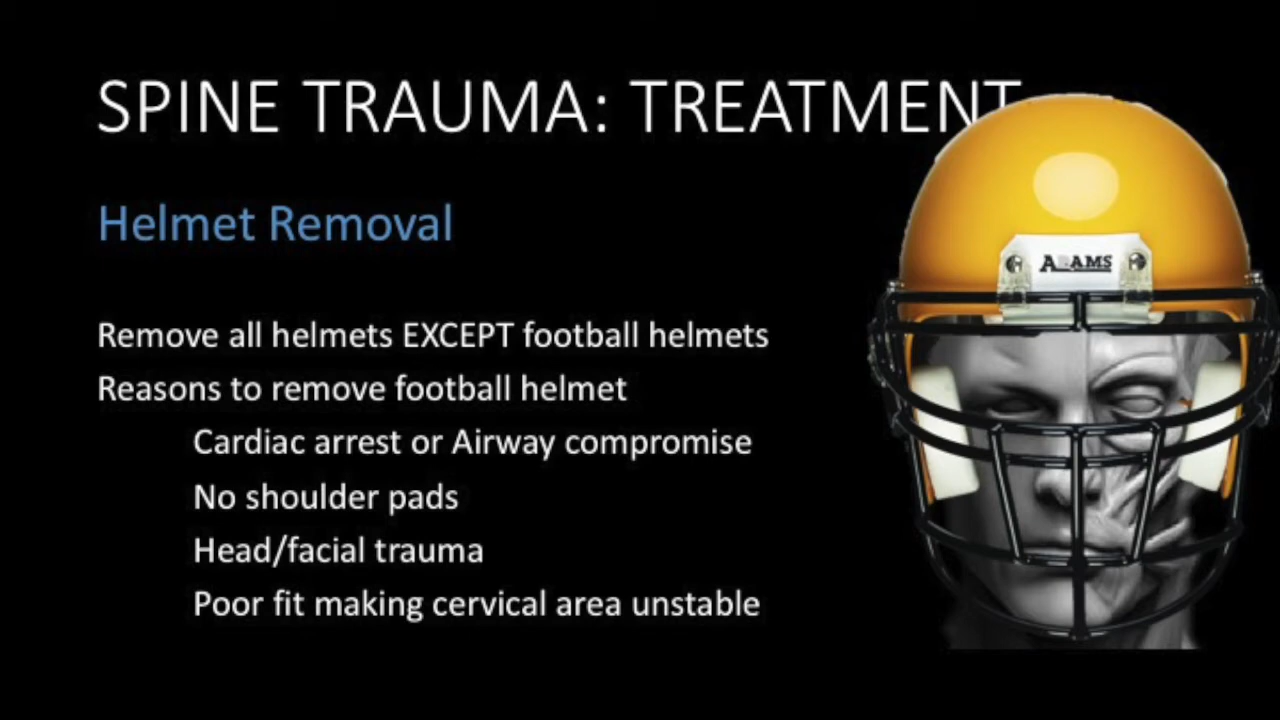 SPINE TRAUMA: TREATMENT
Helmet Removal
Remove all helmets EXCEPT football helmets
Reasons to remove football helmet
Cardiac arrest or Airway compromise
No shoulder pads
Head/facial trauma
Poor fit making cervical area unstable
ADAMS